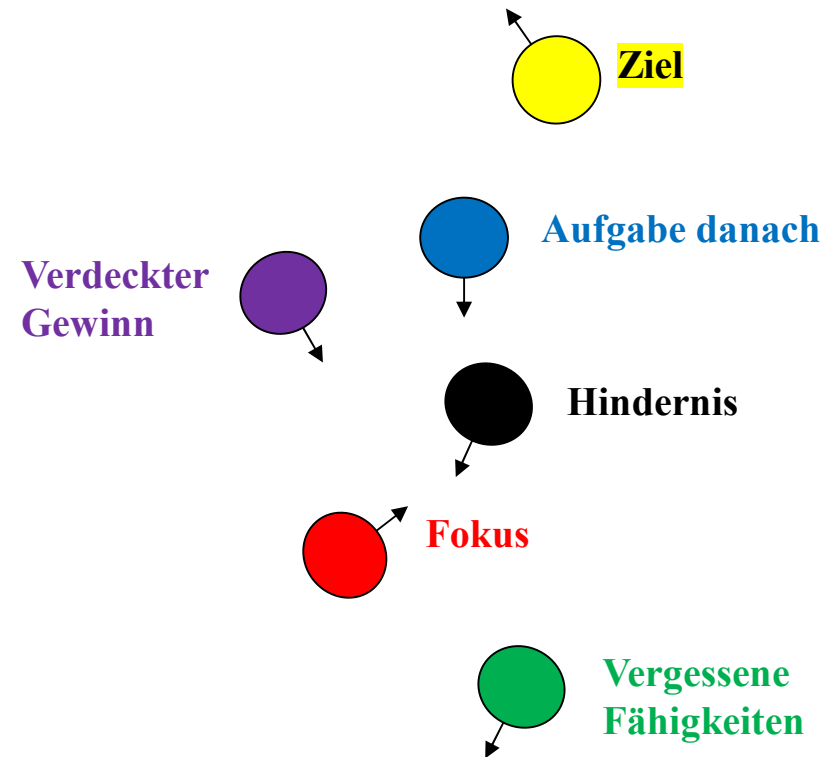 Ziel
Aufgabe danach
Verdeckter
Gewinn
Hindernis
Fokus
Vergessene
Fähigkeiten